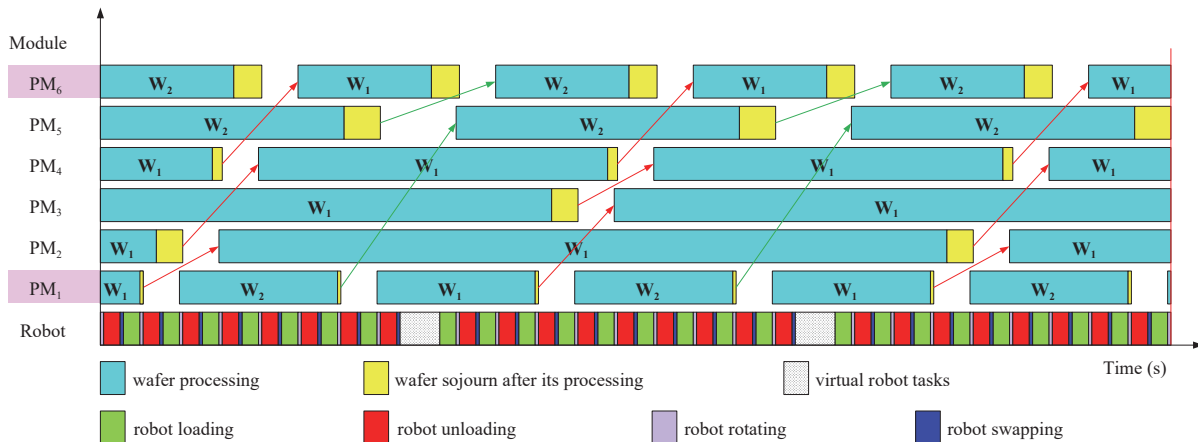 Module
PM₆ W₂ W₁ W₂ W₁ W₂ W₁
PM₅ W₂ W₂ W₂
PM₄ W₁ W₁ W₁ W₁
PM₃ W₁ W₁
PM₂ W₁ W₁ W₁
PM₁ W₁ W₂ W₁ W₂ W₁ W₂
Robot
Time (s)
wafer processing wafer sojourn after its processing virtual robot tasks
robot loading robot unloading robot rotating robot swapping